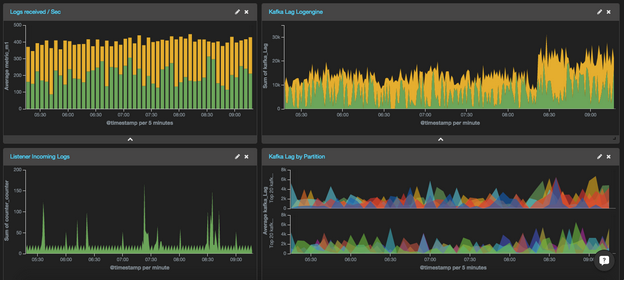 Logs received / Sec
Average metric_m1
500
400
300
200
100
0
05:30 06:00 06:30 07:00 07:30 08:00 08:30 09:00
@timestamp per 5 minutes
Kafka Lag Logengine
Sum of kafka_Lag
30k
20k
10k
0
05:30 06:00 06:30 07:00 07:30 08:00 08:30 09:00
@timestamp per minute
Listener Incoming Logs
Sum of counter_counter
200
150
100
50
0
05:30 06:00 06:30 07:00 07:30 08:00 08:30 09:00
@timestamp per minute
Kafka Lag by Partition
Average kafka_Lag
Top 20 kafk...
8k
6k
4k
2k
0
Top 20 kafk...
8k
6k
4k
2k
0
05:30 06:00 06:30 07:00 07:30 08:00 08:30 09:00
@timestamp per 5 minutes